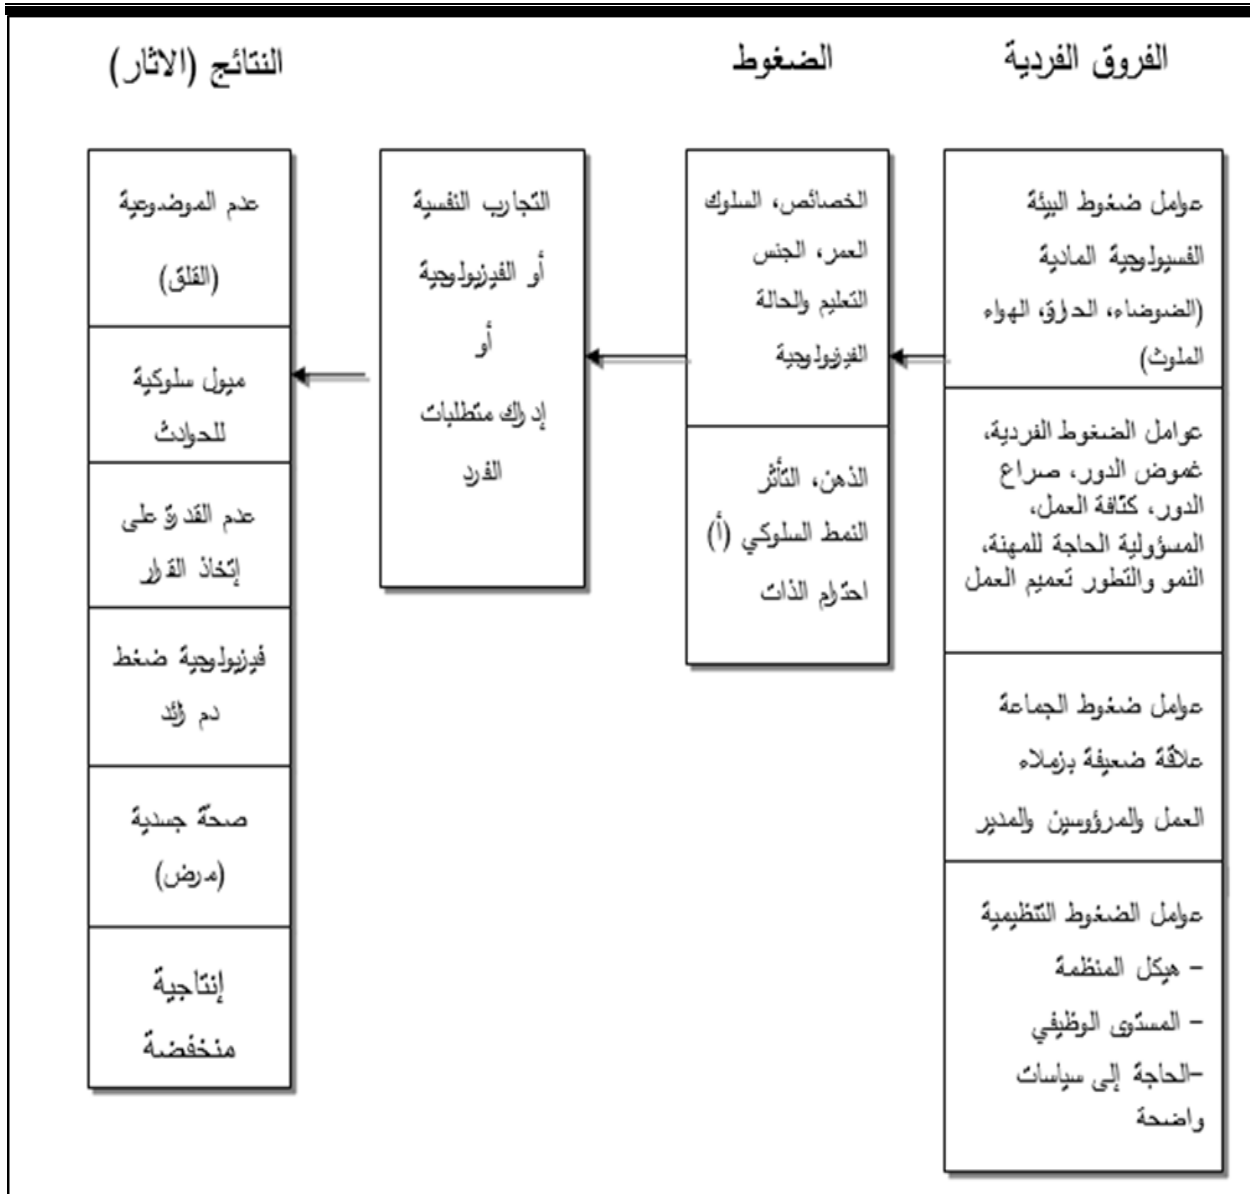 الفروق الفردية
الضغوط
النتائج (الاثار)
عوامل ضغوط البيئة
الفسيولوجية المادية
(الضوضاء، الحرارة، الهواء
الملوث)
عوامل الضغوط الفردية،
غموض الدور، صراع
الدور، كثافة العمل،
المسؤولية الحاجة للمهنة،
النمو والتطور تعميم العمل
عوامل ضغوط الجماعة
علاقة ضعيفة بزملاء
العمل والمرؤوسين والمدير
عوامل الضغوط التنظيمية
- هيكل المنظمة
- المستوى الوظيفي
-الحاجة إلى سياسات
واضحة
الخصائص، السلوك
العمر، الجنس
التعليم والحالة
الفيزيولوجية
الذهن، التأثر
النمط السلوكي (أ)
احترام الذات
التجارب النفسية
أو الفيزيولوجية
أو
إدراك متطلبات
الفرد
عدم الموضوعية
(القلق)
ميول سلوكية
للحوادث
عدم القدرة على
إتخاذ القرار
فيزيولوجية ضغط
دم زائد
صحة جسدية
(مرض)
إنتاجية
منخفضة